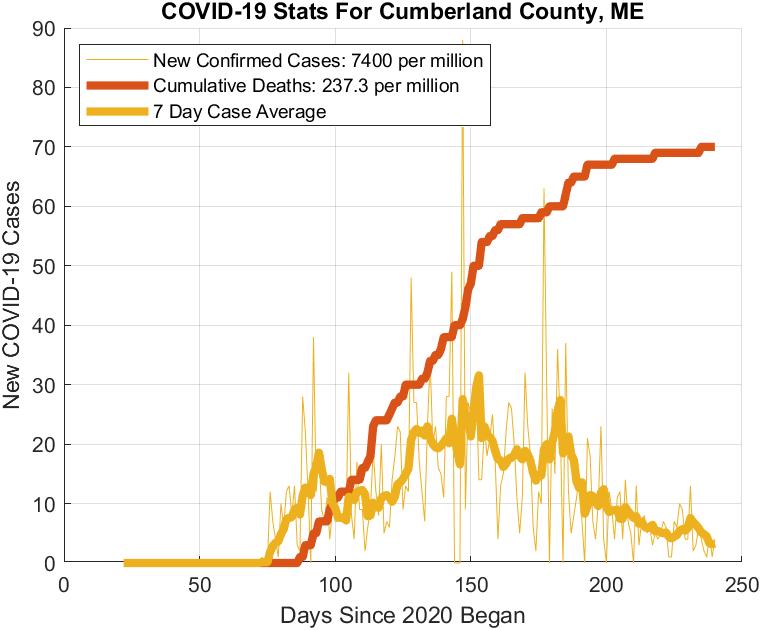 COVID-19 Stats For Cumberland County, ME
90
80
70
60
50
40
30
20
10
0
New COVID-19 Cases
New Confirmed Cases: 7400 per million
Cumulative Deaths: 237.3 per million
7 Day Case Average
0 50 100 150 200 250
Days Since 2020 Began